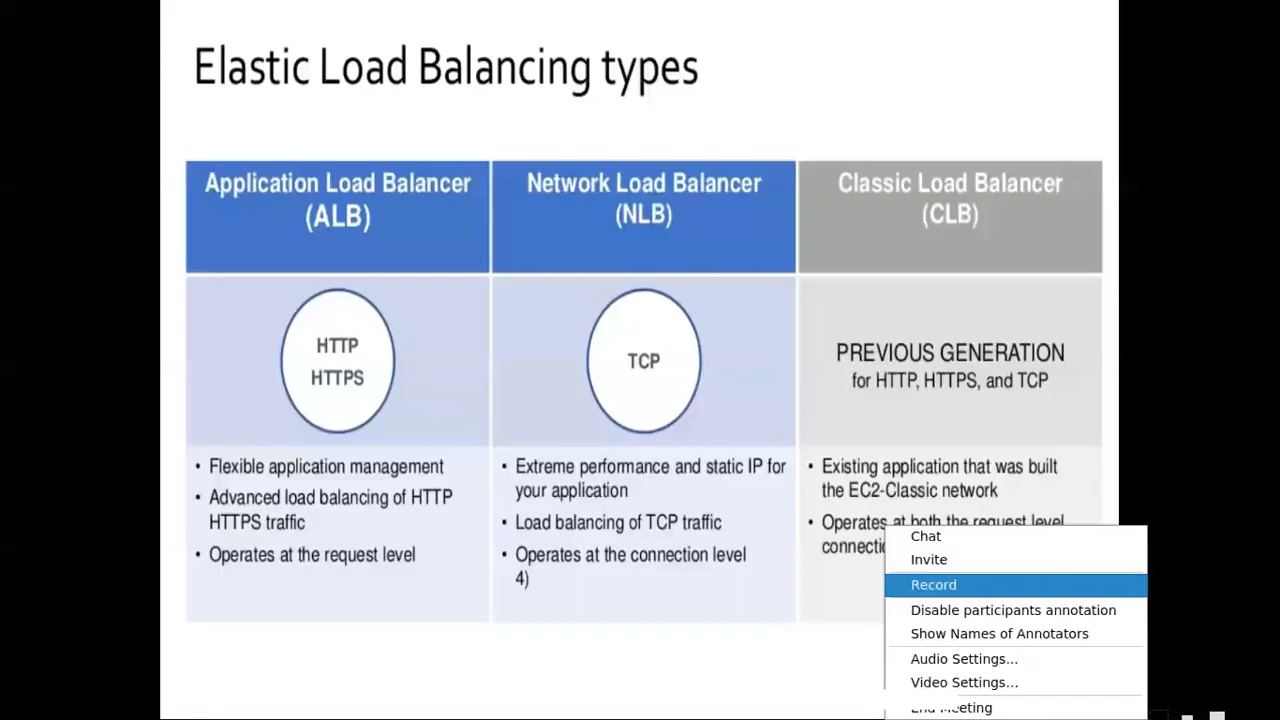 Elastic Load Balancing types
Application Load Balancer
(ALB)
Network Load Balancer
(NLB)
Classic Load Balancer
(CLB)
HTTP
HTTPS
TCP
PREVIOUS GENERATION
for HTTP, HTTPS, and TCP
• Flexible application management
• Advanced load balancing of HTTP
HTTPS traffic
• Operates at the request level
• Extreme performance and static IP for
your application
• Load balancing of TCP traffic
• Operates at the connection level
4)
• Existing application that was built
the EC2-Classic network
• Operates at both the request level
Chat
Invite
Record
Disable participants annotation
Show Names of Annotators
Audio Settings...
Video Settings...
End Meeting